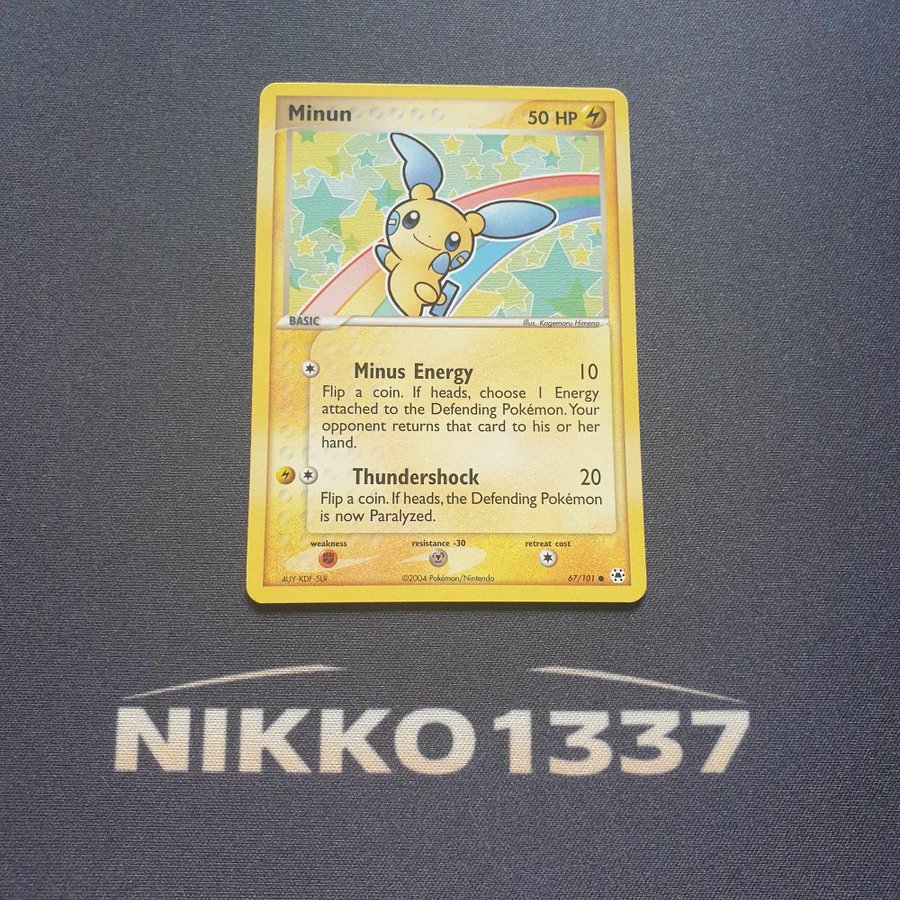 Minun 50 HP
BASIC Illus. Kagemaru Himeno
Minus Energy 10
Flip a coin. If heads, choose 1 Energy
attached to the Defending Pokémon. Your
opponent returns that card to his or her
hand.
Thundershock 20
Flip a coin. If heads, the Defending Pokémon
is now Paralyzed.
weakness resistance -30 retreat cost
4UY-KDF-5LR ©2004 Pokémon/Nintendo 67/101
NIKKO1337